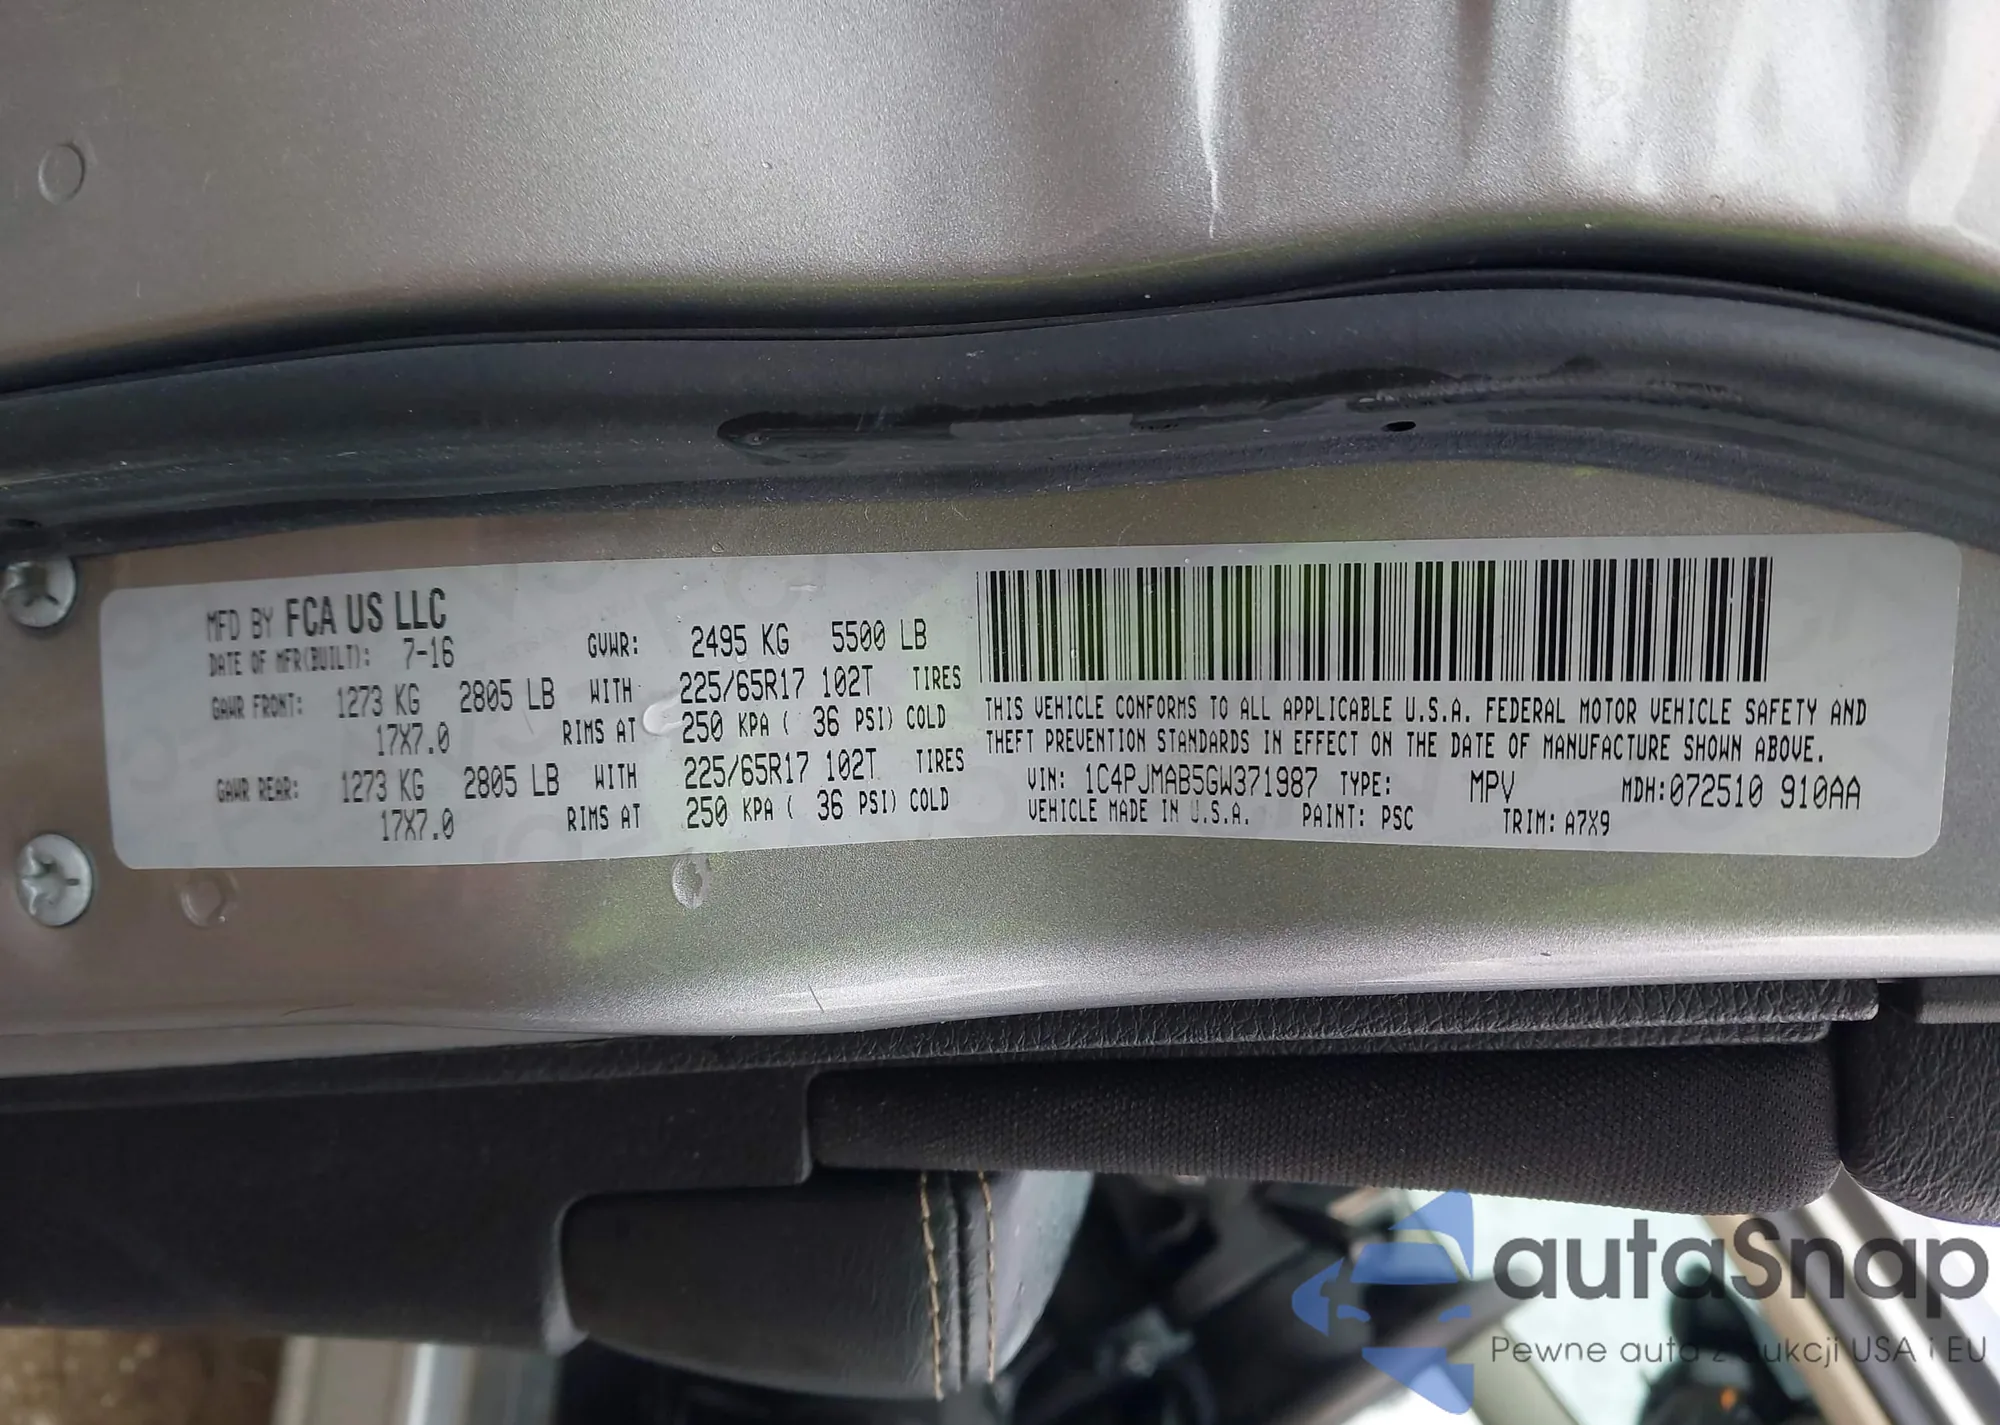 MFD BY FCA US LLC
DATE OF MFR(BUILT): 7-16 GVWR: 2495 KG 5500 LB
GAWR FRONT: 1273 KG 2805 LB WITH 225/65R17 102T TIRES
17X7.0 RIMS AT 250 KPA ( 36 PSI) COLD
GAWR REAR: 1273 KG 2805 LB WITH 225/65R17 102T TIRES
17X7.0 RIMS AT 250 KPA ( 36 PSI) COLD
THIS VEHICLE CONFORMS TO ALL APPLICABLE U.S.A. FEDERAL MOTOR VEHICLE SAFETY AND
THEFT PREVENTION STANDARDS IN EFFECT ON THE DATE OF MANUFACTURE SHOWN ABOVE.
VIN: 1C4PJMAB5GW371987 TYPE: MPV MDH:072510 910AA
VEHICLE MADE IN U.S.A. PAINT: PSC TRIM: A7X9
autaSnap
Pewne auta z aukcji USA i EU